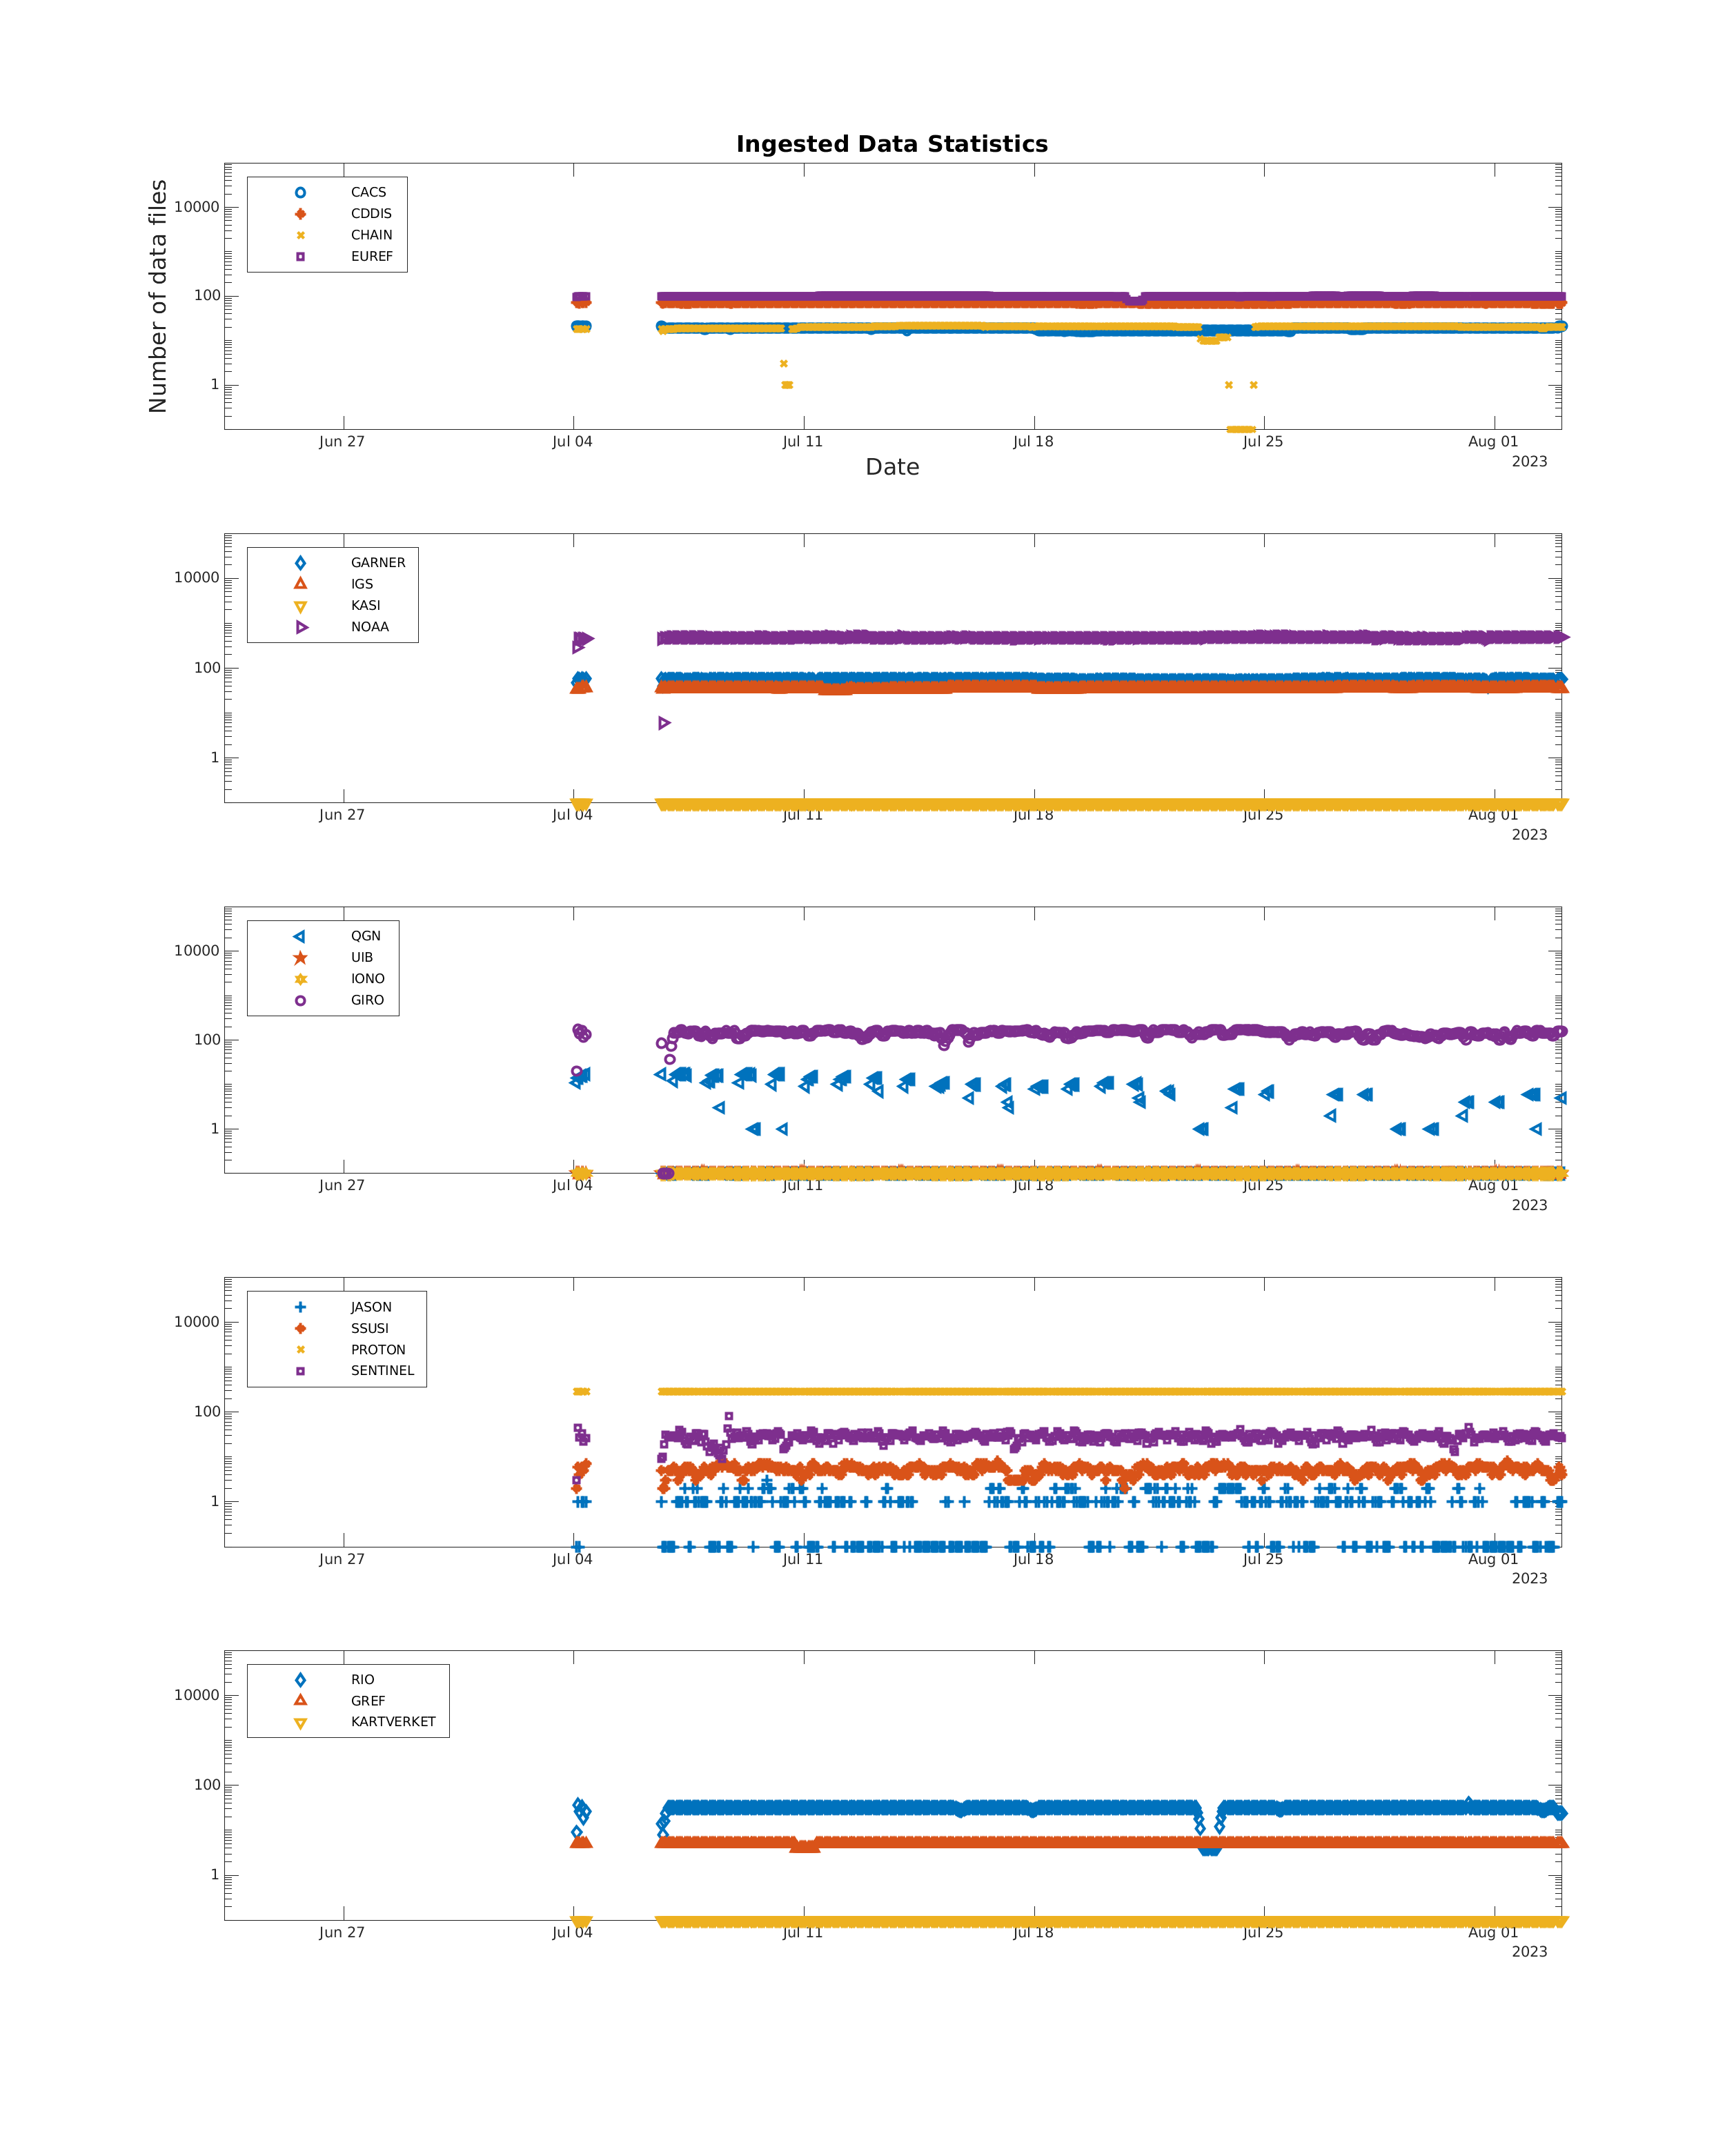 Ingested Data Statistics
Number of data files
CACS
CDDIS
CHAIN
EUREF
10000
100
1
Jun 27 Jul 04 Jul 11 Jul 18 Jul 25 Aug 01
2023
Date
GARNER
IGS
KASI
NOAA
10000
100
1
Jun 27 Jul 04 Jul 11 Jul 18 Jul 25 Aug 01
2023
QGN
UIB
IONO
GIRO
10000
100
1
Jun 27 Jul 04 Jul 11 Jul 18 Jul 25 Aug 01
2023
JASON
SSUSI
PROTON
SENTINEL
10000
100
1
Jun 27 Jul 04 Jul 11 Jul 18 Jul 25 Aug 01
2023
RIO
GREF
KARTVERKET
10000
100
1
Jun 27 Jul 04 Jul 11 Jul 18 Jul 25 Aug 01
2023